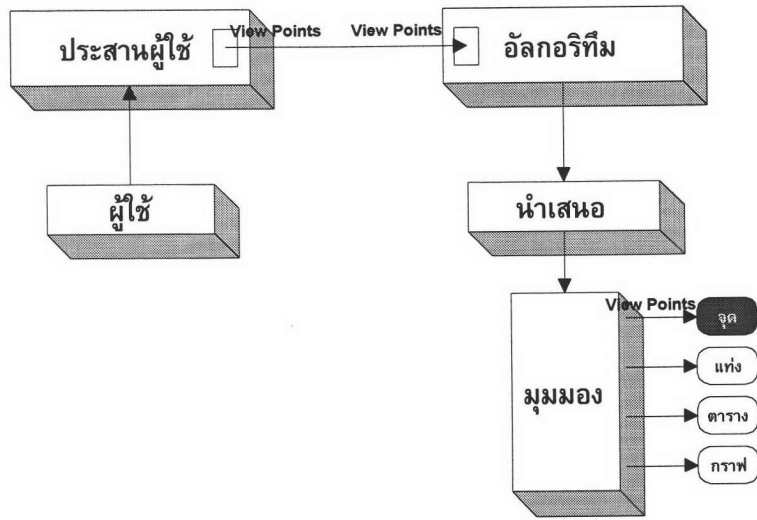 ประสานผู้ใช้
View Points
View Points
อัลกอริทึม
ผู้ใช้
นำเสนอ
View Points
จุด
แท่ง
มุมมอง
ตาราง
กราฟ